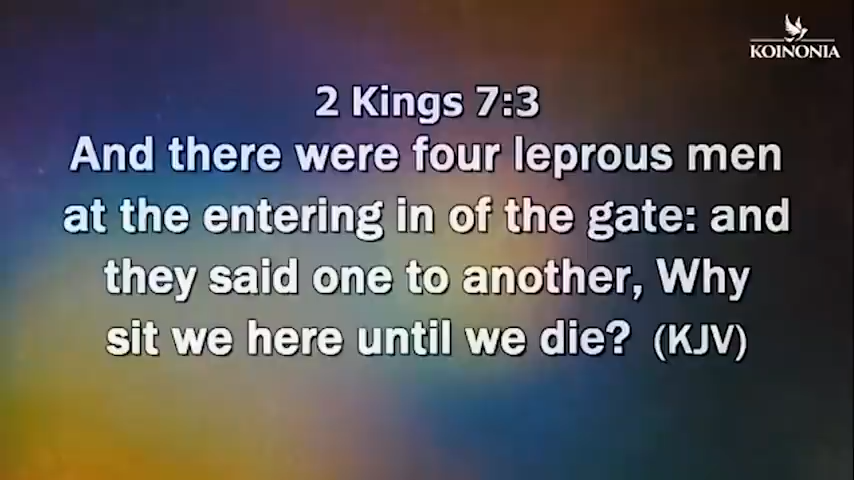 KOINONIA
2 Kings 7:3
And there were four leprous men
at the entering in of the gate: and
they said one to another, Why
sit we here until we die? (KJV)